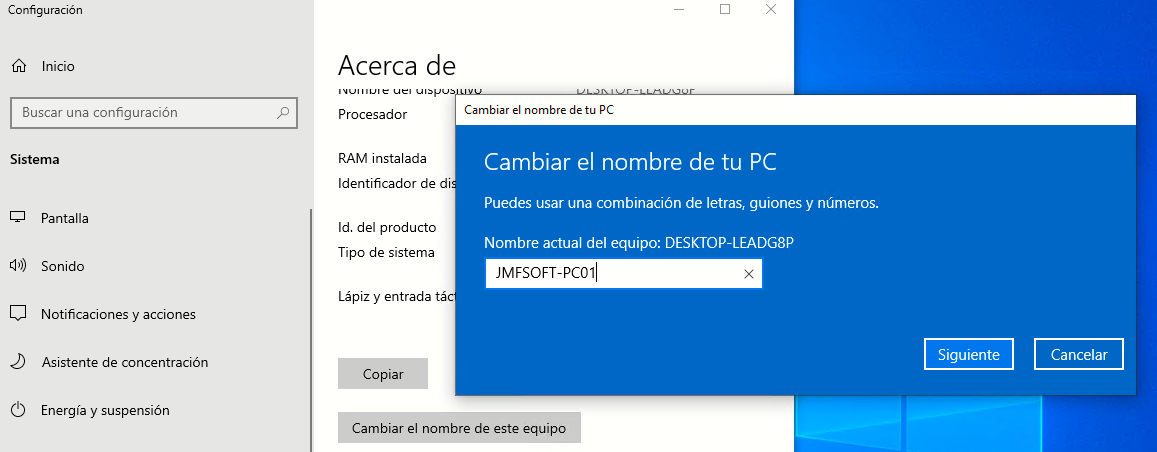 Configuración
Inicio
Buscar una configuración
Sistema
Pantalla
Sonido
Notificaciones y acciones
Asistente de concentración
Energía y suspensión
Acerca de
Nombre del dispositivo DESKTOP-LEADG8P
Procesador
RAM instalada
Identificador de dis
Id. del producto
Tipo de sistema
Lápiz y entrada táct
Copiar
Cambiar el nombre de este equipo
Cambiar el nombre de tu PC
Cambiar el nombre de tu PC
Puedes usar una combinación de letras, guiones y números.
Nombre actual del equipo: DESKTOP-LEADG8P
JMFSOFT-PC01
Siguiente
Cancelar